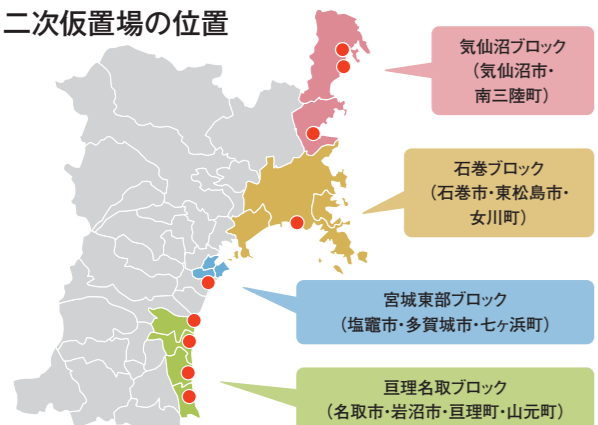 二次仮置場の位置
気仙沼ブロック
（気仙沼市・
南三陸町）
石巻ブロック
（石巻市・東松島市・
女川町）
宮城東部ブロック
（塩竈市・多賀城市・七ヶ浜町）
亘理名取ブロック
（名取市・岩沼市・亘理町・山元町）